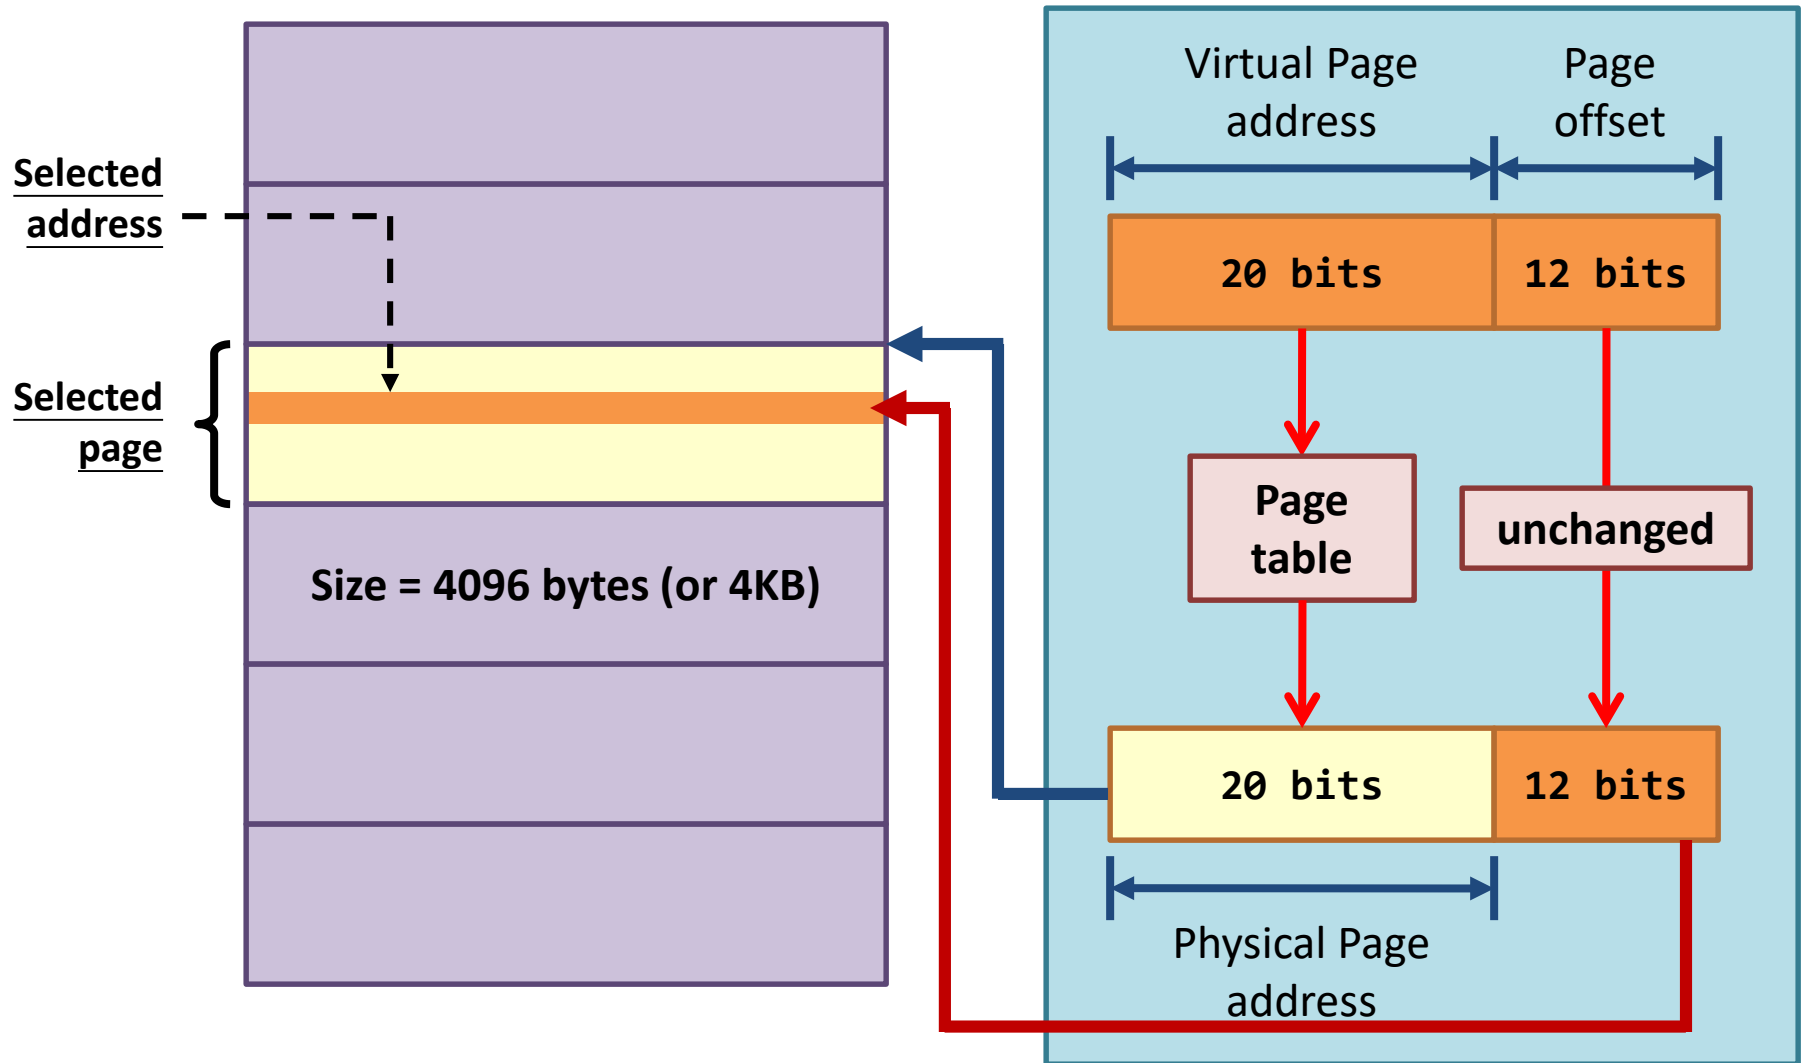 Selected
address
Selected
page
Size = 4096 bytes (or 4KB)
Virtual Page
address
Page
offset
20 bits
12 bits
Page
table
unchanged
20 bits
12 bits
Physical Page
address